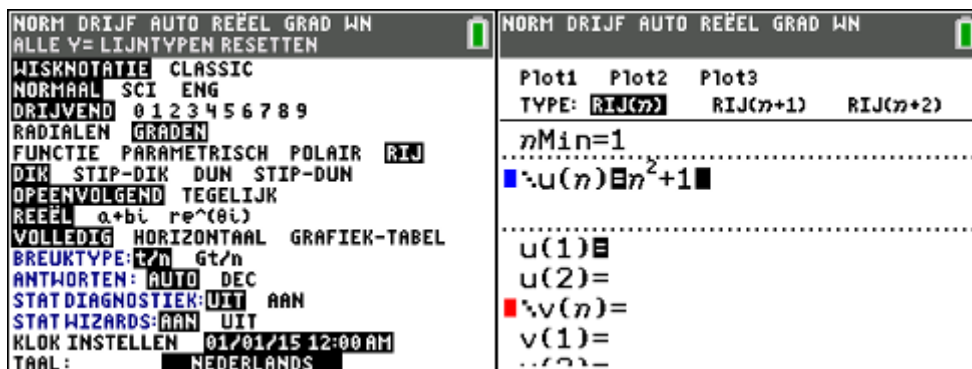 NORM DRIJF AUTO REËEL GRAD WN
ALLE Y= LIJNTYPEN RESETTEN
WISKNOTATIE CLASSIC
NORMAAL SCI ENG
DRIJVEND 0 1 2 3 4 5 6 7 8 9
RADIALEN GRADEN
FUNCTIE PARAMETRISCH POLAIR RIJ
DIK STIP-DIK DUN STIP-DUN
OPEENVOLGEND TEGELIJK
REEËL a+bi re^(θi)
VOLLEDIG HORIZONTAAL GRAFIEK-TABEL
BREUKTYPE: t/n Gt/n
ANTWORTEN: AUTO DEC
STAT DIAGNOSTIEK: UIT AAN
STAT WIZARDS: AAN UIT
KLOK INSTELLEN 01/01/15 12:00 AM
TAAL: NEDERLANDS
NORM DRIJF AUTO REËEL GRAD WN
Plot1 Plot2 Plot3
TYPE: RIJ(n) RIJ(n+1) RIJ(n+2)
nMin=1
u(n)=n²+1
u(1)=
u(2)=
v(n)=
v(1)=
v(2)=